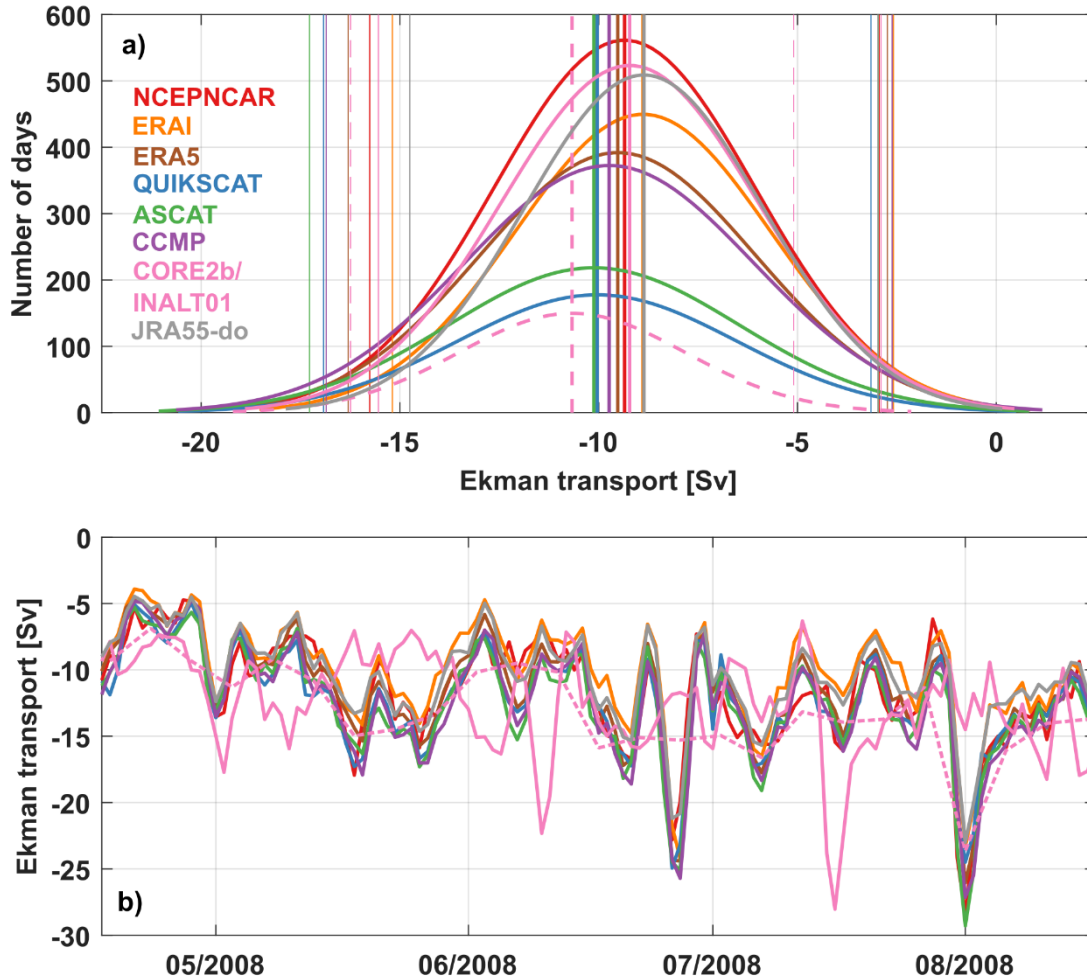 600
a)
500
NCEPNCAR
ERAI
400
ERA5
QUIKSCAT
300
ASCAT
CCMP
200
CORE2b/
INALT01
JRA55-do
100
0
Number of days
-20 -15 -10 -5 0
Ekman transport [Sv]
0
-5
-10
-15
-20
-25
-30
Ekman transport [Sv]
b)
05/2008 06/2008 07/2008 08/2008